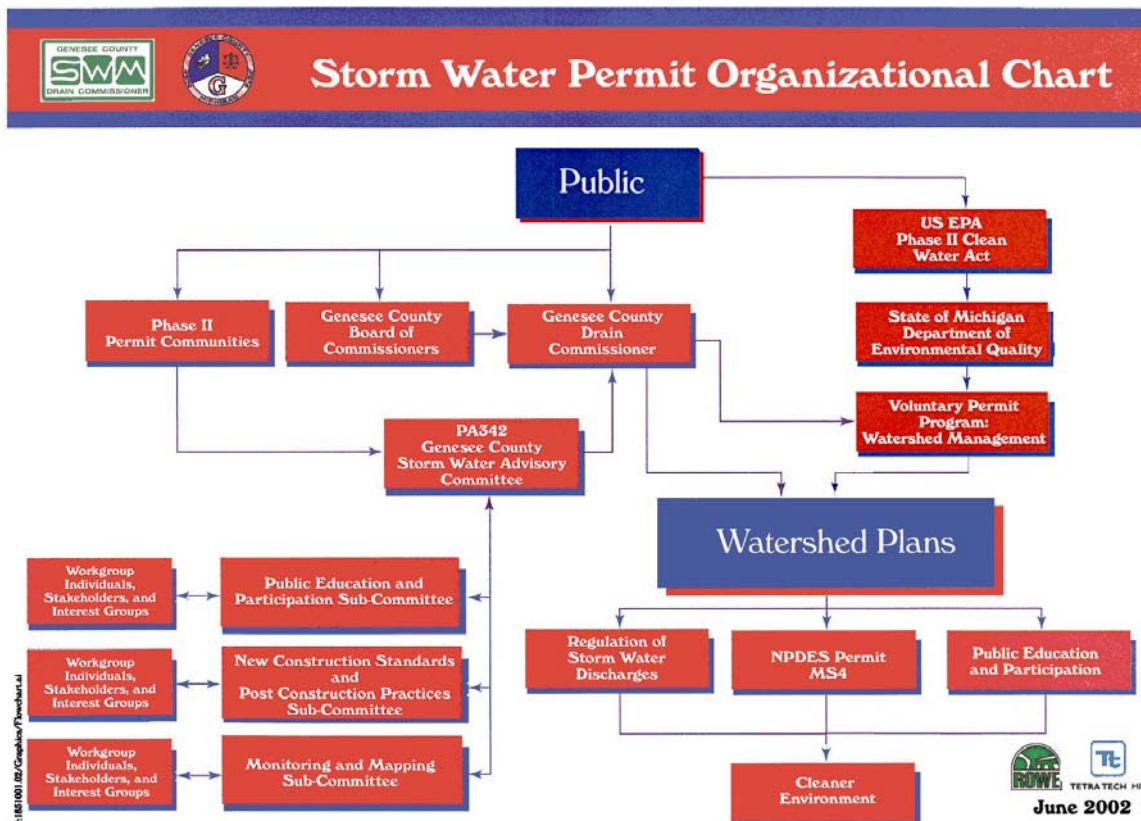 GENESEE COUNTY
SWM
DRAIN COMMISSIONER
GENESEE COUNTY
G
MICHIGAN
Storm Water Permit Organizational Chart
Public
US EPA
Phase II Clean
Water Act
Phase II
Permit Communities
Genesee County
Board of
Commissioners
Genesee County
Drain
Commissioner
State of Michigan
Department of
Environmental Quality
Voluntary Permit
Program:
Watershed Management
PA342
Genesee County
Storm Water Advisory
Committee
Watershed Plans
Workgroup
Individuals,
Stakeholders, and
Interest Groups
Public Education and
Participation Sub-Committee
Workgroup
Individuals,
Stakeholders, and
Interest Groups
New Construction Standards
and
Post Construction Practices
Sub-Committee
Workgroup
Individuals,
Stakeholders, and
Interest Groups
Monitoring and Mapping
Sub-Committee
Regulation of
Storm Water
Discharges
NPDES Permit
MS4
Public Education
and Participation
Cleaner
Environment
ROWE
Tt
TETRA TECH
June 2002